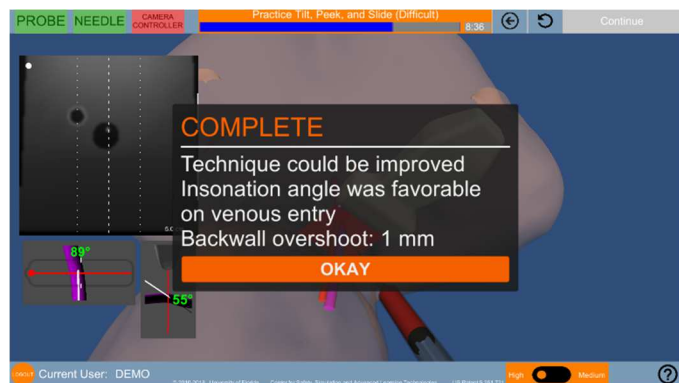 PROBE NEEDLE CAMERA CONTROLLER Practice Tilt, Peek, and Slide (Difficult) 8:36 Continue
COMPLETE
Technique could be improved
Insonation angle was favorable
on venous entry
Backwall overshoot: 1 mm
OKAY
89°
55°
LOGOUT Current User: DEMO High Medium ?